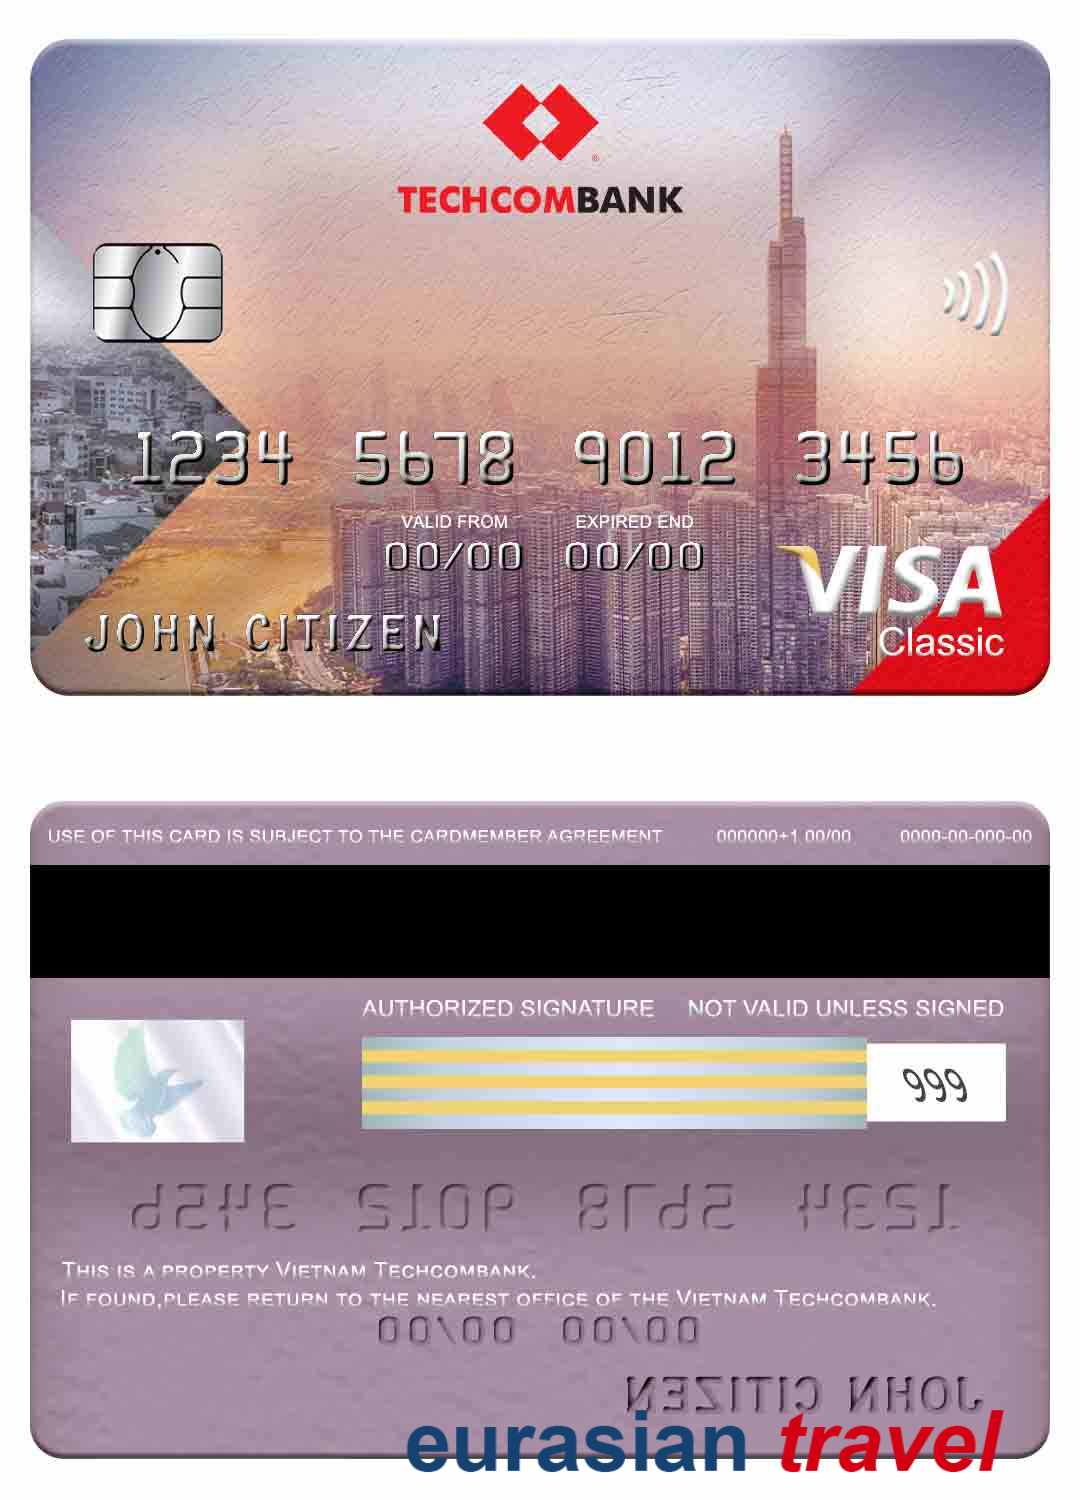 TECHCOMBANK
1234 5678 9012 3456
VALID FROM EXPIRED END
00/00 00/00
VISA
JOHN CITIZEN
Classic
USE OF THIS CARD IS SUBJECT TO THE CARDMEMBER AGREEMENT 000000+1 00/00 0000-00-000-00
AUTHORIZED SIGNATURE NOT VALID UNLESS SIGNED
999
1234 5678 9012 3456
THIS IS A PROPERTY VIETNAM TECHCOMBANK.
IF FOUND,PLEASE RETURN TO THE NEAREST OFFICE OF THE VIETNAM TECHCOMBANK.
00/00 00/00
JOHN CITIZEN
eurasian travel